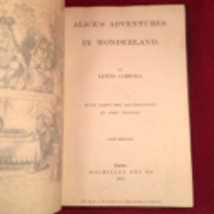 ALICE'S ADVENTURES
IN WONDERLAND.
BY
LEWIS CARROLL
WITH FORTY-TWO ILLUSTRATIONS
BY JOHN TENNIEL
London
MACMILLAN AND CO.